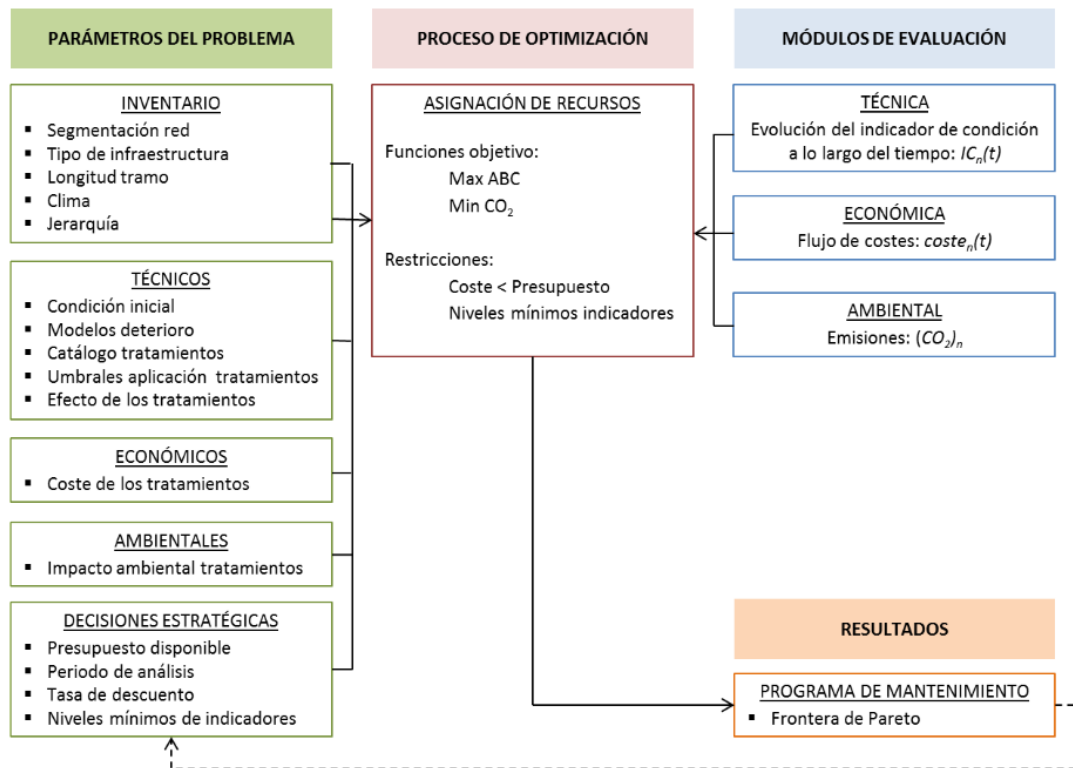 PARÁMETROS DEL PROBLEMA
INVENTARIO
▪ Segmentación red
▪ Tipo de infraestructura
▪ Longitud tramo
▪ Clima
▪ Jerarquía
TÉCNICOS
▪ Condición inicial
▪ Modelos deterioro
▪ Catálogo tratamientos
▪ Umbrales aplicación tratamientos
▪ Efecto de los tratamientos
ECONÓMICOS
▪ Coste de los tratamientos
AMBIENTALES
▪ Impacto ambiental tratamientos
DECISIONES ESTRATÉGICAS
▪ Presupuesto disponible
▪ Periodo de análisis
▪ Tasa de descuento
▪ Niveles mínimos de indicadores
PROCESO DE OPTIMIZACIÓN
ASIGNACIÓN DE RECURSOS
Funciones objetivo:
Max ABC
Min CO₂
Restricciones:
Coste < Presupuesto
Niveles mínimos indicadores
MÓDULOS DE EVALUACIÓN
TÉCNICA
Evolución del indicador de condición
a lo largo del tiempo: ICₙ(t)
ECONÓMICA
Flujo de costes: costeₙ(t)
AMBIENTAL
Emisiones: (CO₂)ₙ
RESULTADOS
PROGRAMA DE MANTENIMIENTO
▪ Frontera de Pareto